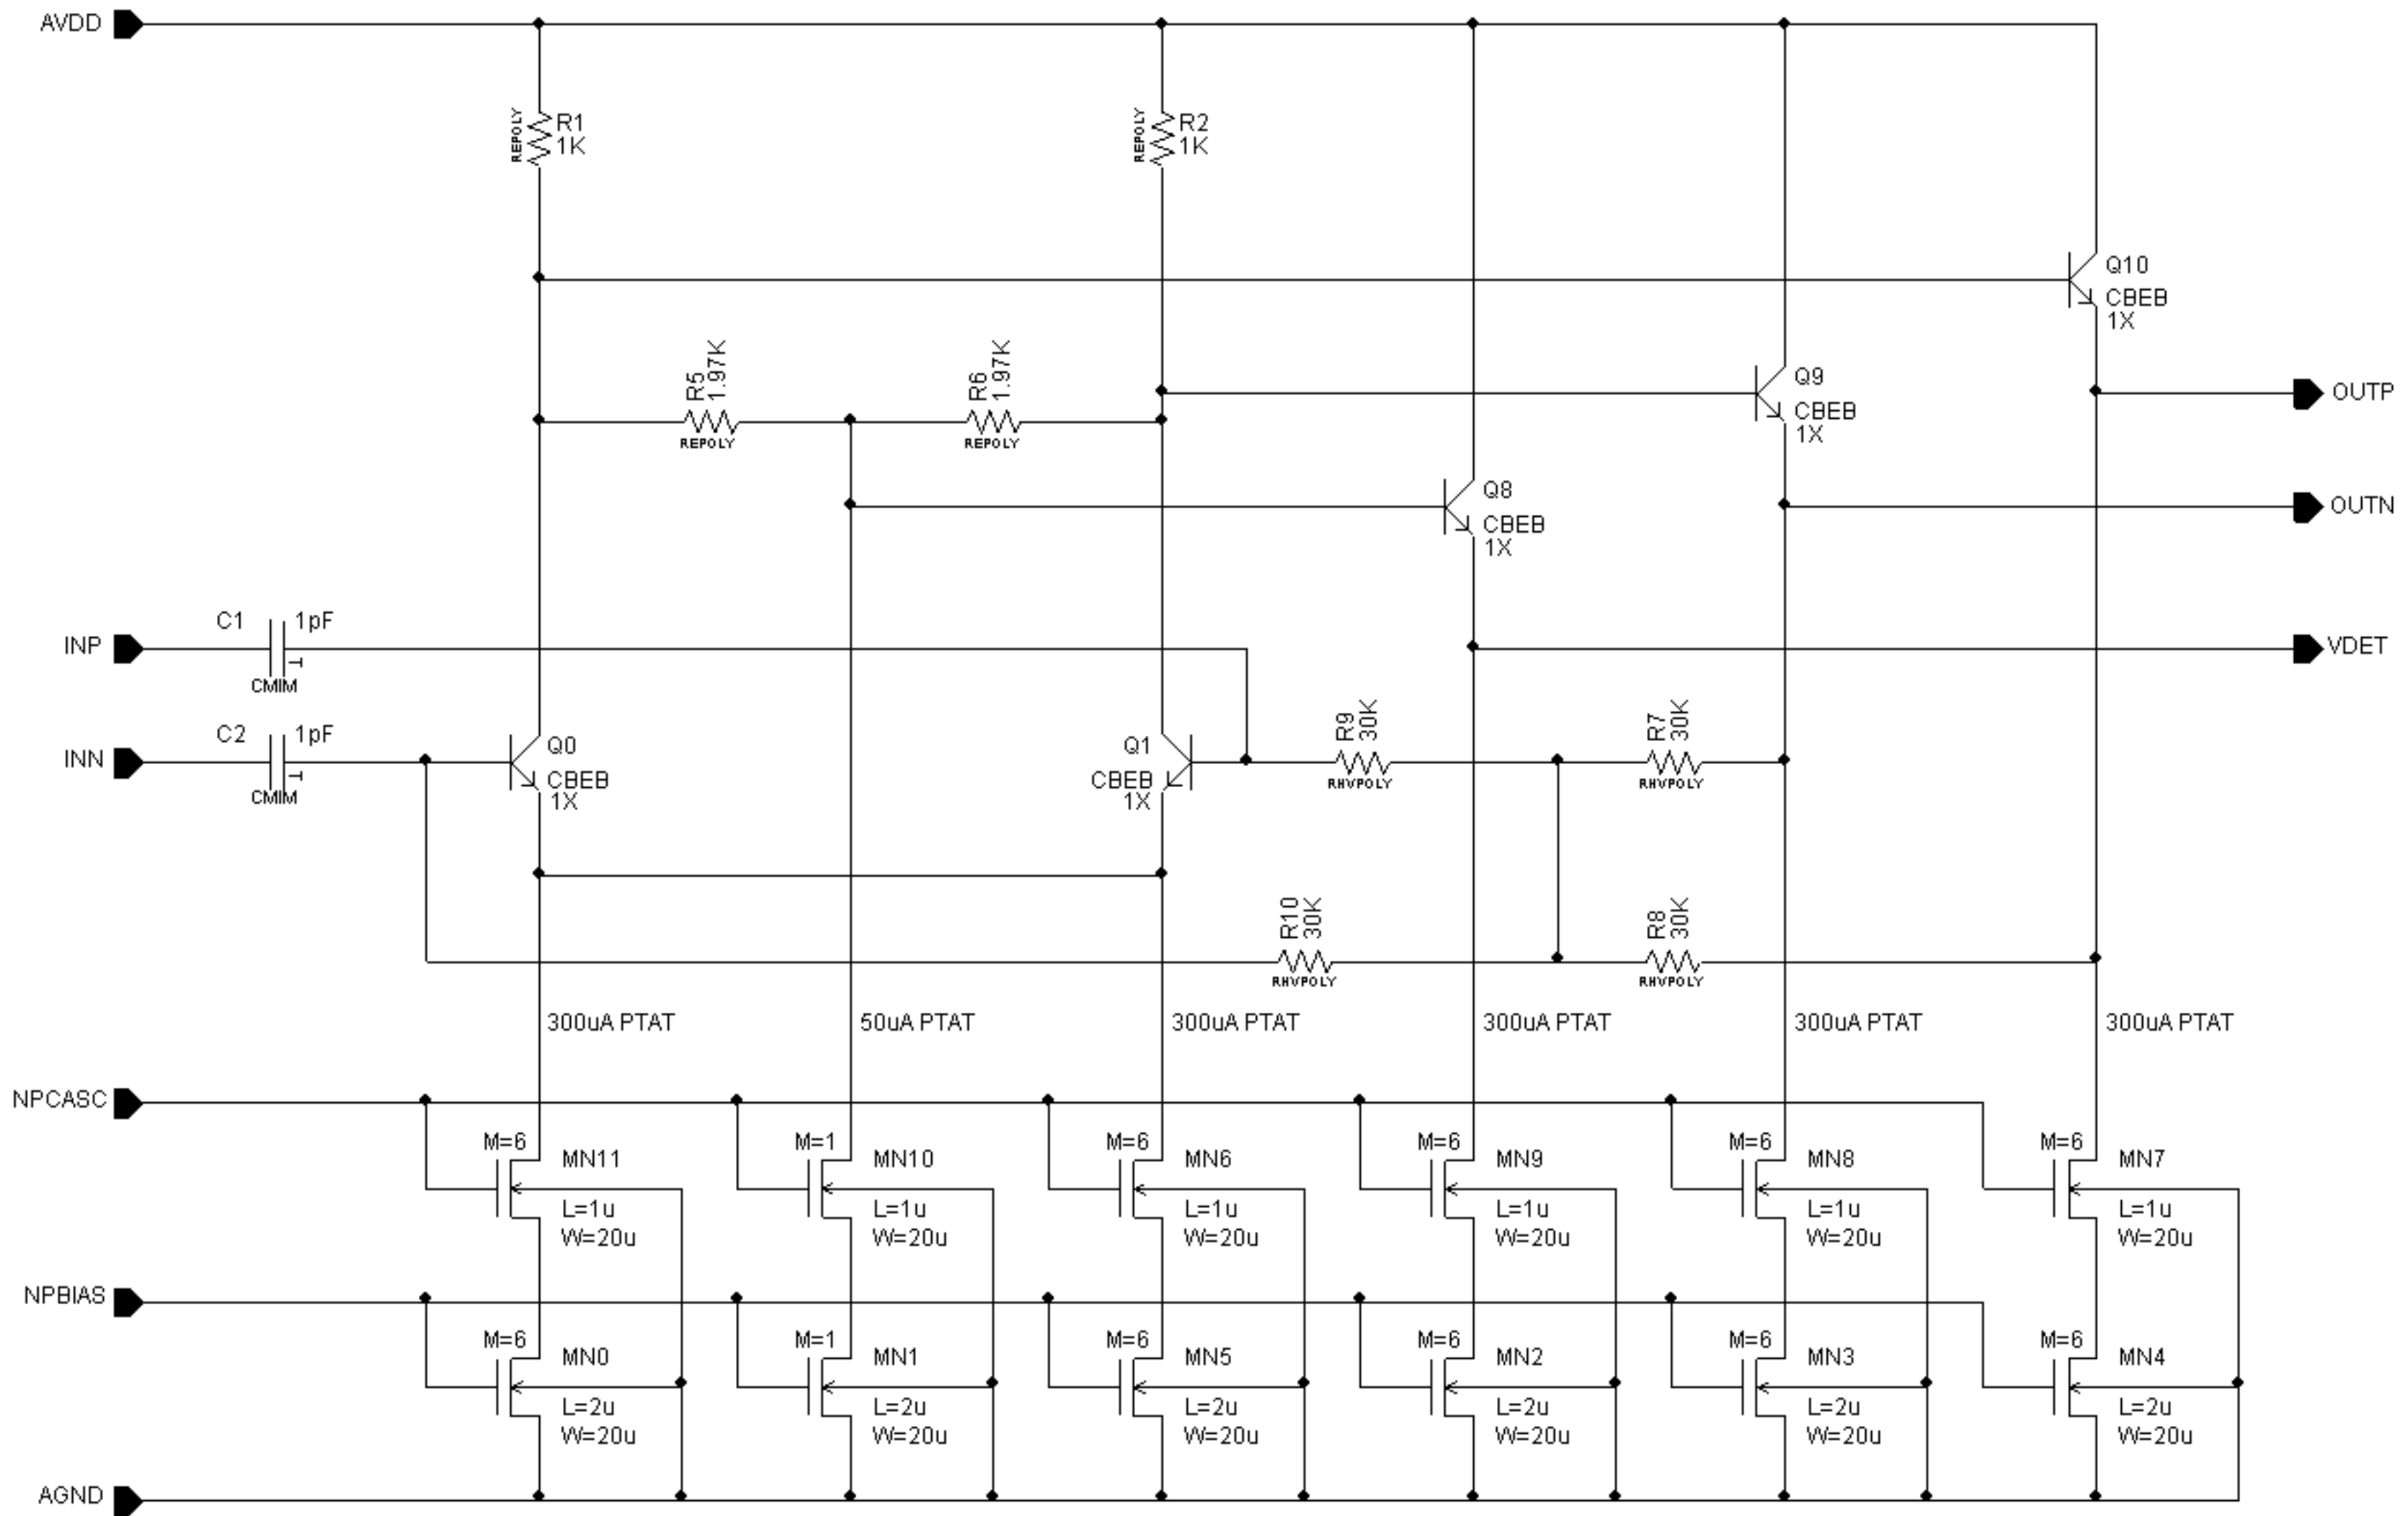 AVDD
REPOLY
R1
1K
REPOLY
R2
1K
Q10
CBEB
1X
R5
1.97K
REPOLY
R6
1.97K
REPOLY
Q9
CBEB
1X
OUTP
Q8
CBEB
1X
OUTN
C1
1pF
INP
CMIM
VDET
C2
1pF
INN
CMIM
Q0
CBEB
1X
Q1
CBEB
1X
R9
30K
RHVPOLY
R7
30K
RHVPOLY
R10
30K
RHVPOLY
R8
30K
RHVPOLY
300uA PTAT
50uA PTAT
300uA PTAT
300uA PTAT
300uA PTAT
300uA PTAT
NPCASC
M=6
MN11
L=1u
W=20u
M=1
MN10
L=1u
W=20u
M=6
MN6
L=1u
W=20u
M=6
MN9
L=1u
W=20u
M=6
MN8
L=1u
W=20u
M=6
MN7
L=1u
W=20u
NPBIAS
M=6
MN0
L=2u
W=20u
M=1
MN1
L=2u
W=20u
M=6
MN5
L=2u
W=20u
M=6
MN2
L=2u
W=20u
M=6
MN3
L=2u
W=20u
M=6
MN4
L=2u
W=20u
AGND